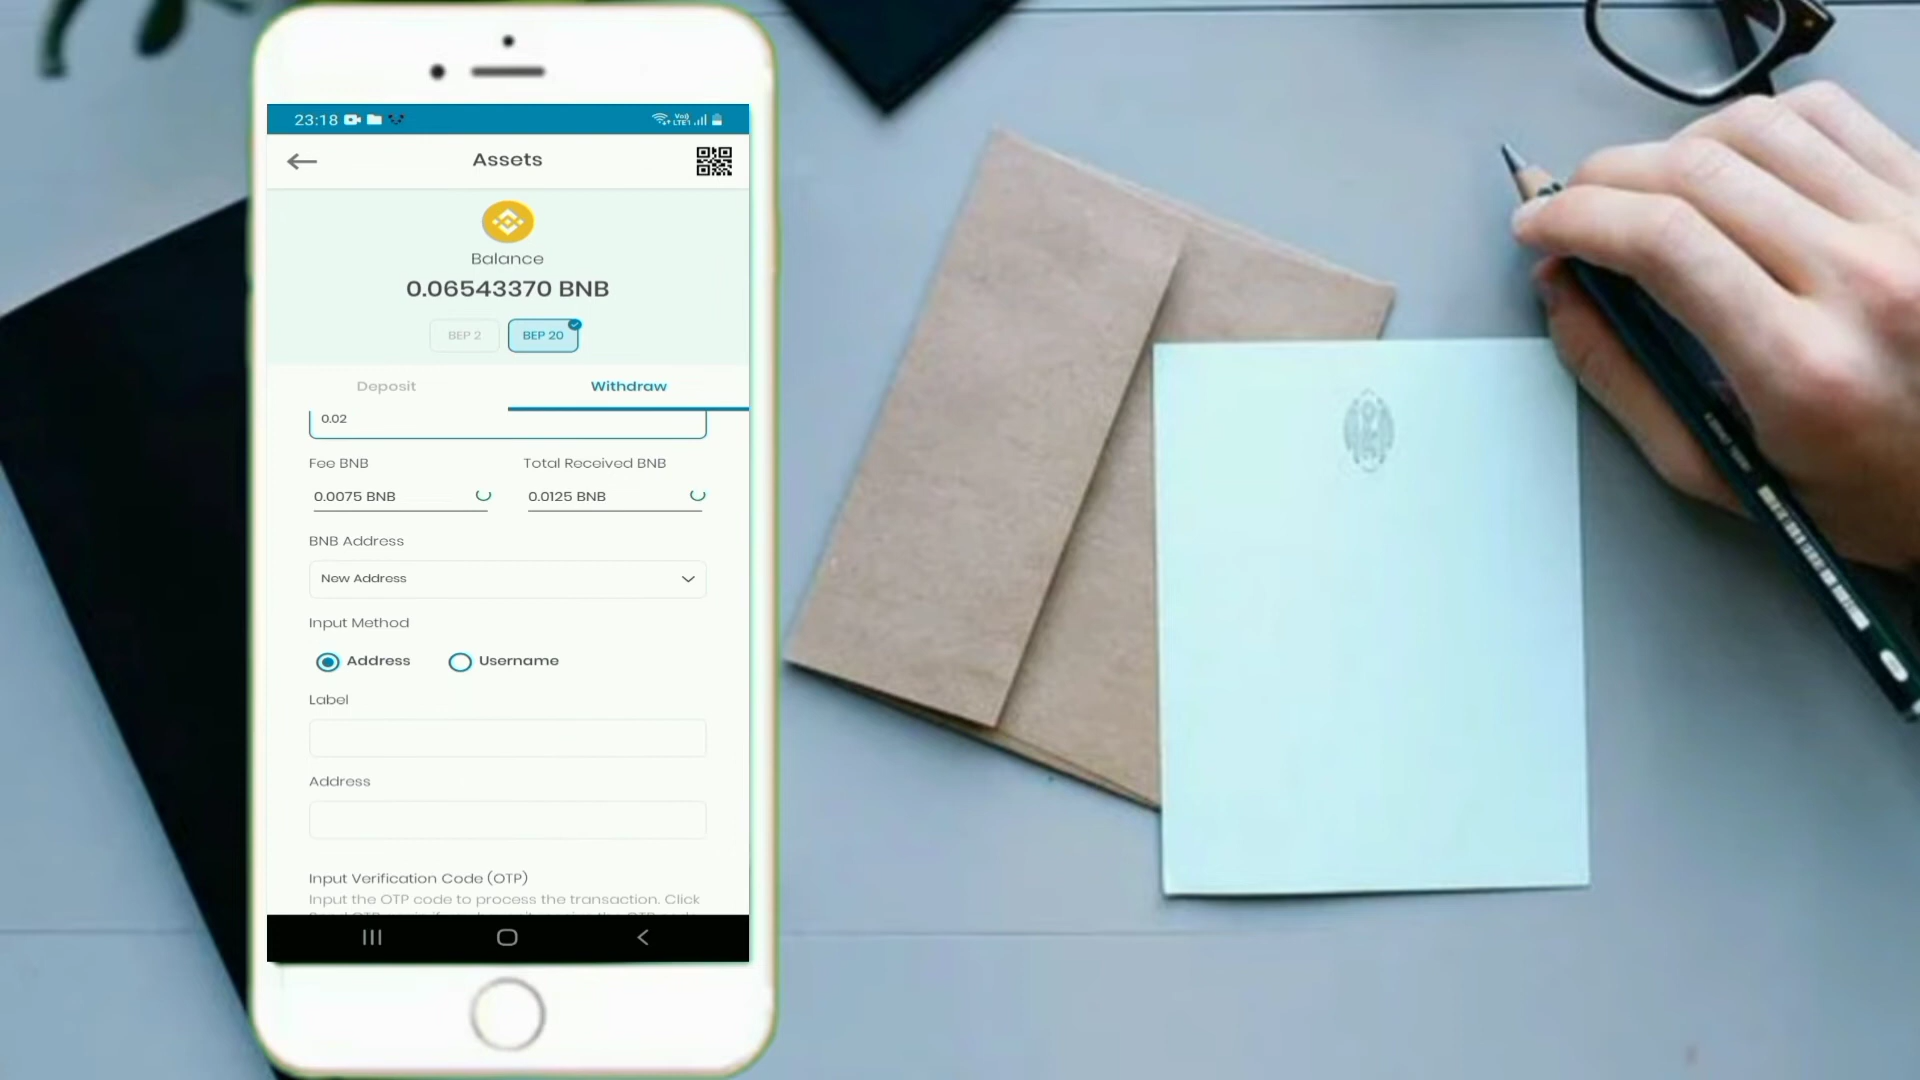 23:18
Assets
Balance
0.06543370 BNB
BEP 2
BEP 20
Deposit
Withdraw
0.02
Fee BNB
Total Received BNB
0.0075 BNB
0.0125 BNB
BNB Address
New Address
Input Method
Address
Username
Label
Address
Input Verification Code (OTP)
Input the OTP code to process the transaction. Click